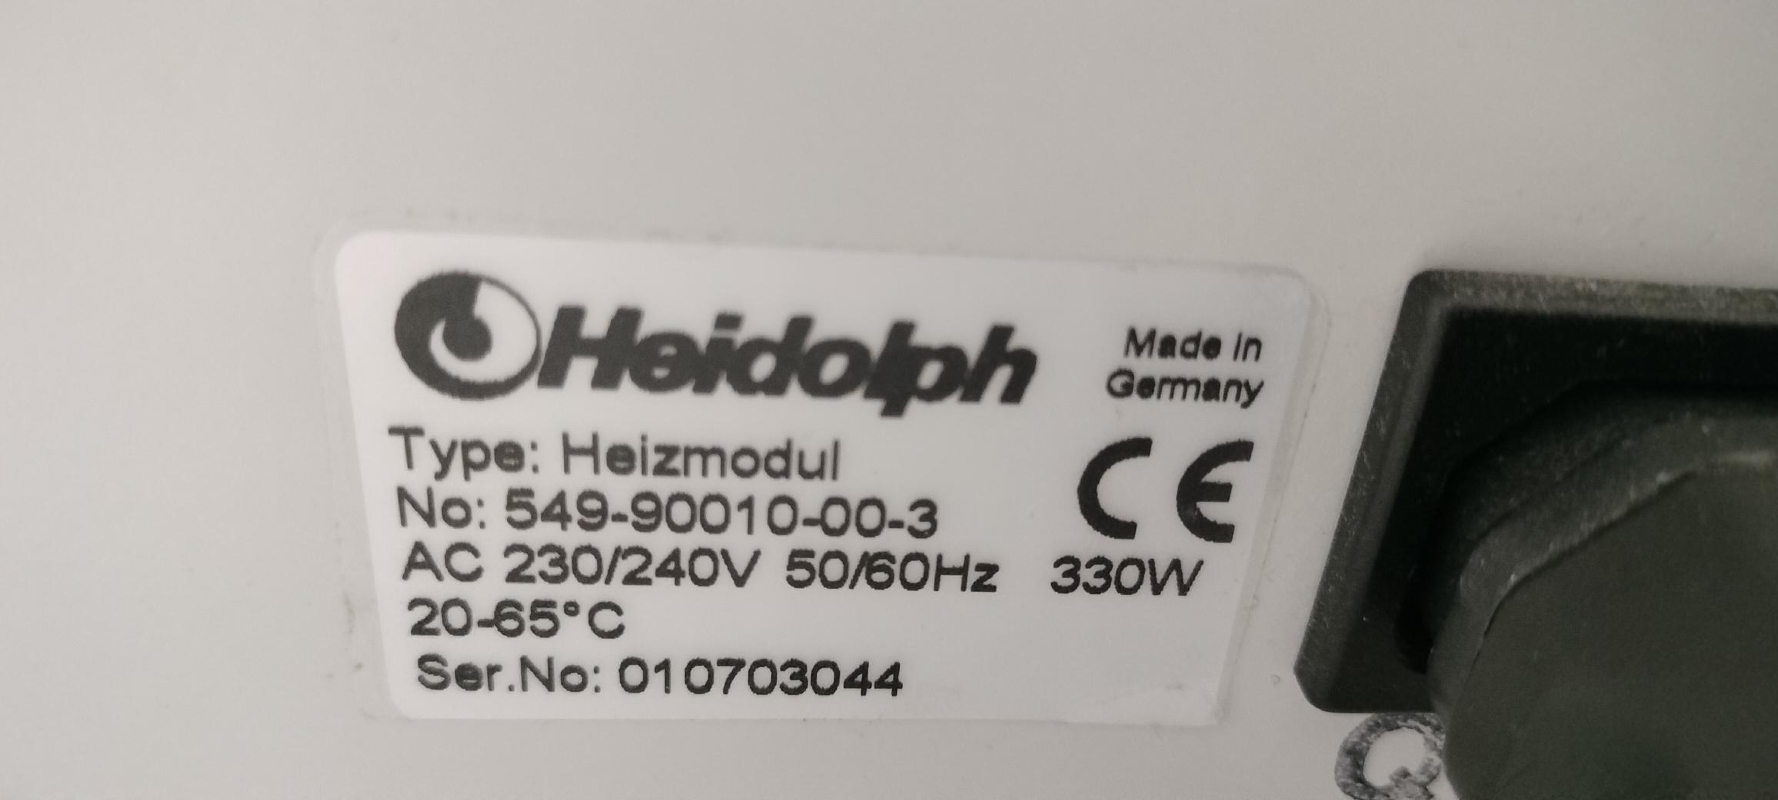 Heidolph
Made in
Germany
Type: Heizmodul
CE
No: 549-90010-00-3
AC 230/240V 50/60Hz 330W
20-65°C
Ser.No: 010703044
Q